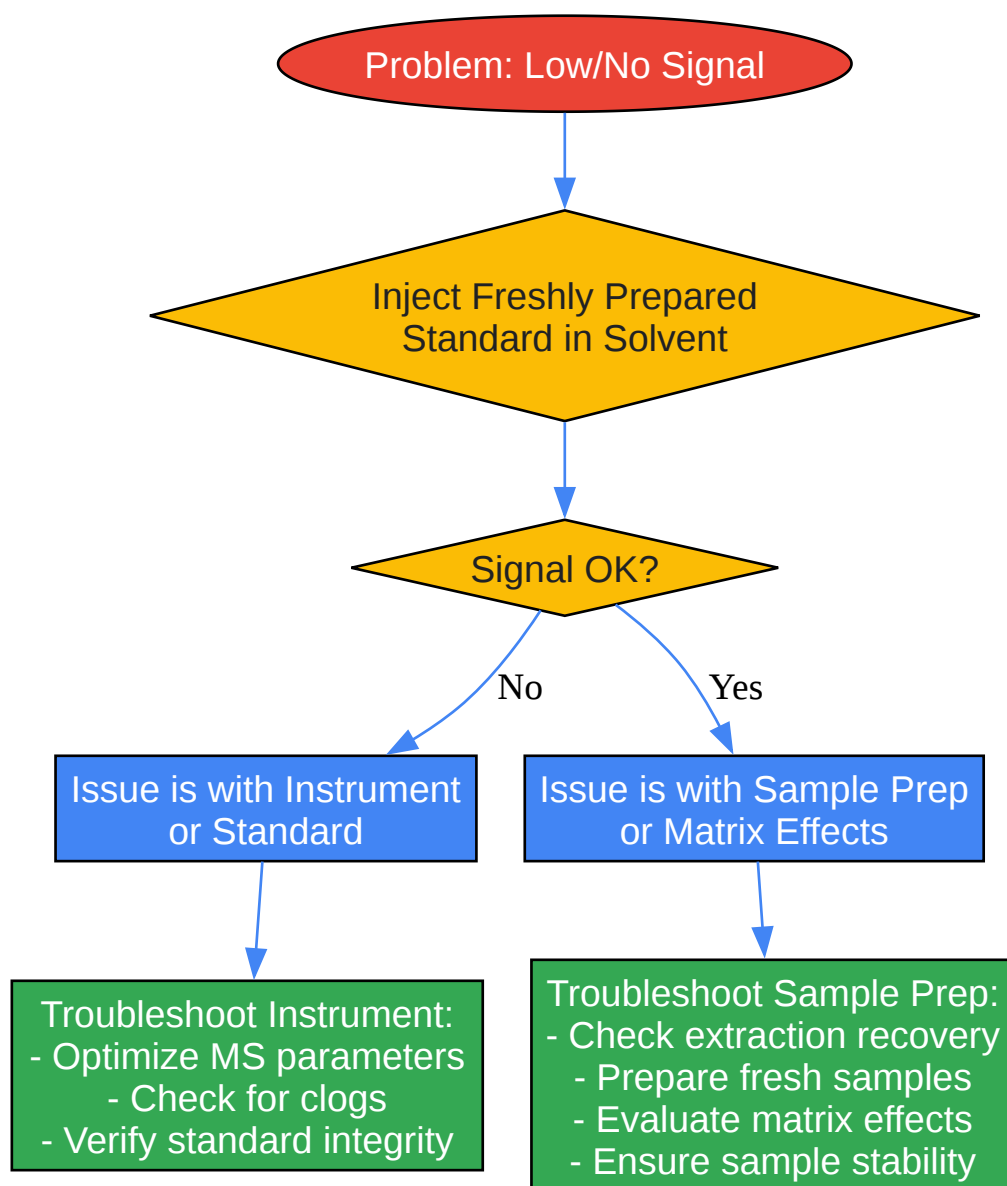 Problem: Low/No Signal
Inject Freshly Prepared
Standard in Solvent
Signal OK?
No
Yes
Issue is with Instrument
or Standard
Issue is with Sample Prep
or Matrix Effects
Troubleshoot Instrument:
- Optimize MS parameters
- Check for clogs
- Verify standard integrity
Troubleshoot Sample Prep:
- Check extraction recovery
- Prepare fresh samples
- Evaluate matrix effects
- Ensure sample stability